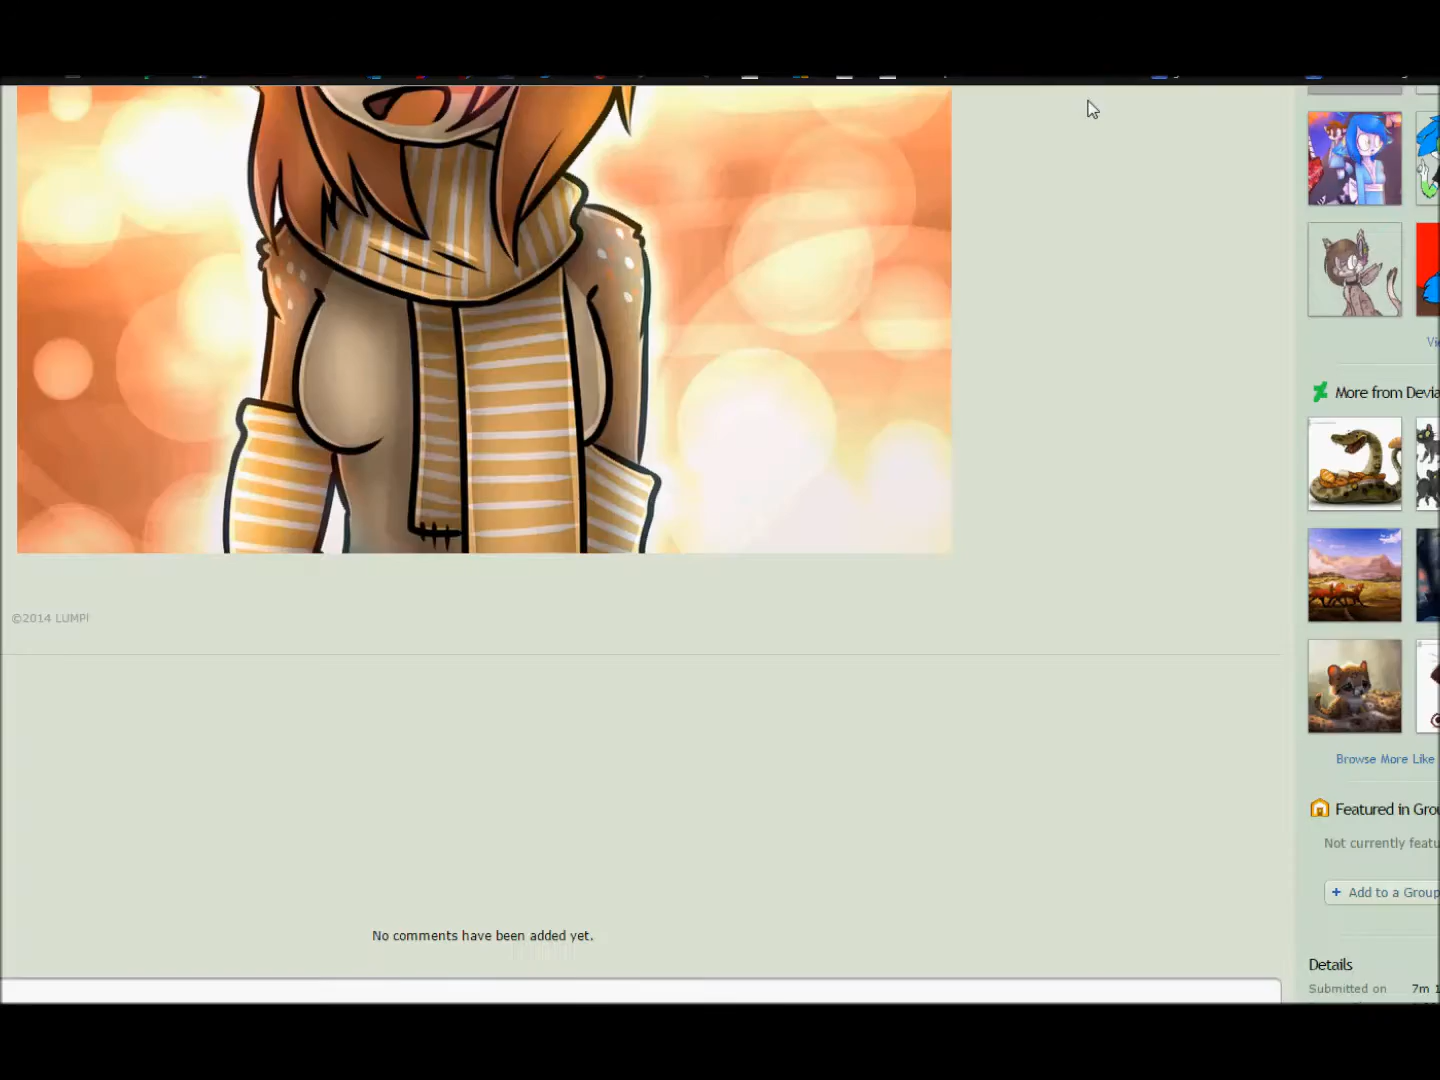 More from Devia
©2014 LUMPI
Browse More Like
Featured in Grou
Not currently featu
+ Add to a Group
No comments have been added yet.
Details
Submitted on 7m